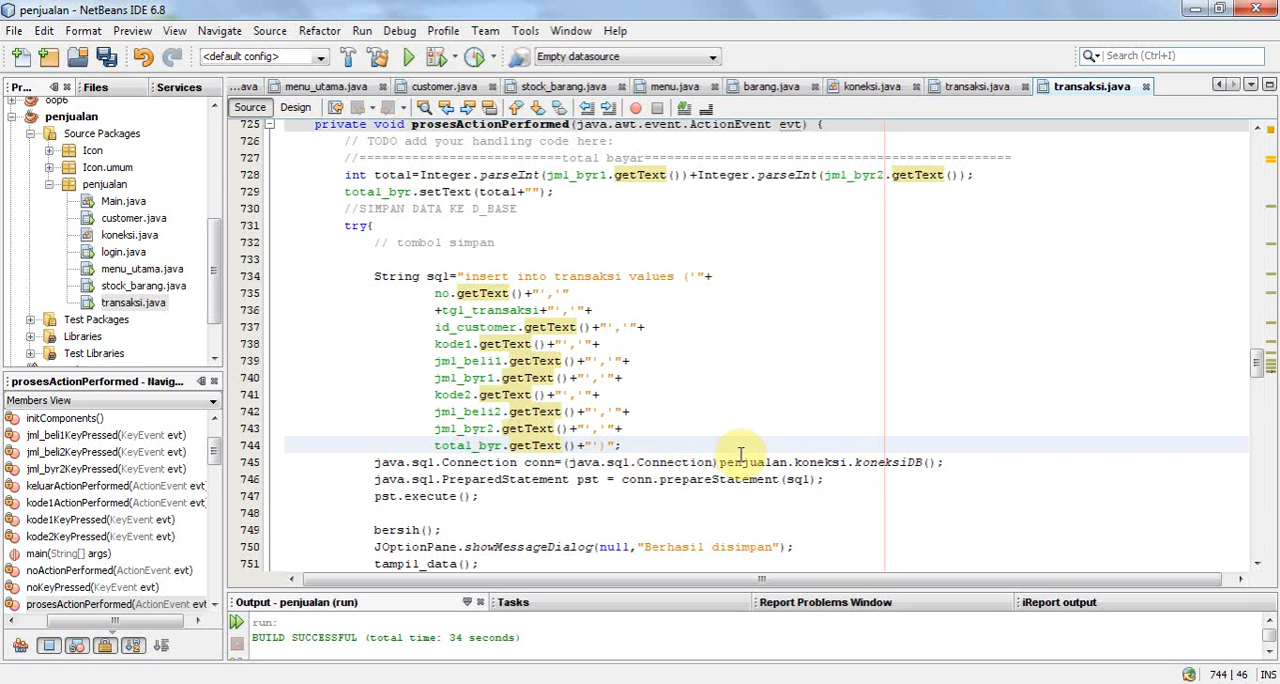 penjualan - NetBeans IDE 6.8
File Edit Format Preview View Navigate Source Refactor Run Debug Profile Team Tools Window Help
<default config> Empty datasource Search (Ctrl+I)
Pr... Files Services ...ava menu_utama.java customer.java stock_barang.java menu.java barang.java koneksi.java transaksi.java transaksi.java
oop6
penjualan
Source Packages
Icon
Icon.umum
penjualan
Main.java
customer.java
koneksi.java
login.java
menu_utama.java
stock_barang.java
transaksi.java
Test Packages
Libraries
Test Libraries
Source Design
725 private void prosesActionPerformed(java.awt.event.ActionEvent evt) {
726 // TODO add your handling code here:
727 //===========================total bayar=================================================
728 int total=Integer.parseInt(jml_byr1.getText())+Integer.parseInt(jml_byr2.getText());
729 total_byr.setText(total+"");
730 //SIMPAN DATA KE D_BASE
731 try{
732 // tombol simpan
733
734 String sql="insert into transaksi values ('"+
735 no.getText()+"','"
736 +tgl_transaksi+"','"+
737 id_customer.getText()+"','"+
738 kode1.getText()+"','"+
739 jml_beli1.getText()+"','"+
740 jml_byr1.getText()+"','"+
741 kode2.getText()+"','"+
742 jml_beli2.getText()+"','"+
743 jml_byr2.getText()+"','"+
744 total_byr.getText()+"')";
745 java.sql.Connection conn=(java.sql.Connection)penjualan.koneksi.koneksiDB();
746 java.sql.PreparedStatement pst = conn.prepareStatement(sql);
747 pst.execute();
748
749 bersih();
750 JOptionPane.showMessageDialog(null,"Berhasil disimpan");
751 tampil_data();
prosesActionPerformed - Navig...
Members View
initComponents()
jml_beli1KeyPressed(KeyEvent evt)
jml_beli2KeyPressed(KeyEvent evt)
jml_byr2KeyPressed(KeyEvent evt)
keluarActionPerformed(ActionEvent
kode1ActionPerformed(ActionEvent
kode1KeyPressed(KeyEvent evt)
kode2KeyPressed(KeyEvent evt)
main(String[] args)
noActionPerformed(ActionEvent evt)
noKeyPressed(KeyEvent evt)
prosesActionPerformed(ActionEvent evt
Output - penjualan (run) Tasks Report Problems Window iReport output
run:
BUILD SUCCESSFUL (total time: 34 seconds)
744 | 46 INS